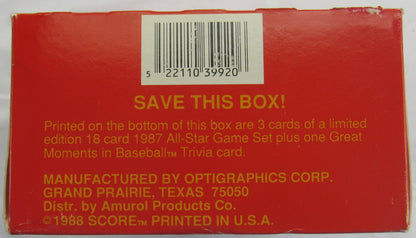 5 22110 39920
SAVE THIS BOX!
Printed on the bottom of this box are 3 cards of a limited
edition 18 card 1987 All-Star Game Set plus one Great
Moments in Baseball™ Trivia card.
MANUFACTURED BY OPTIGRAPHICS CORP.
GRAND PRAIRIE, TEXAS 75050
Distr. by Amurol Products Co.
©1988 SCORE™ PRINTED IN U.S.A.